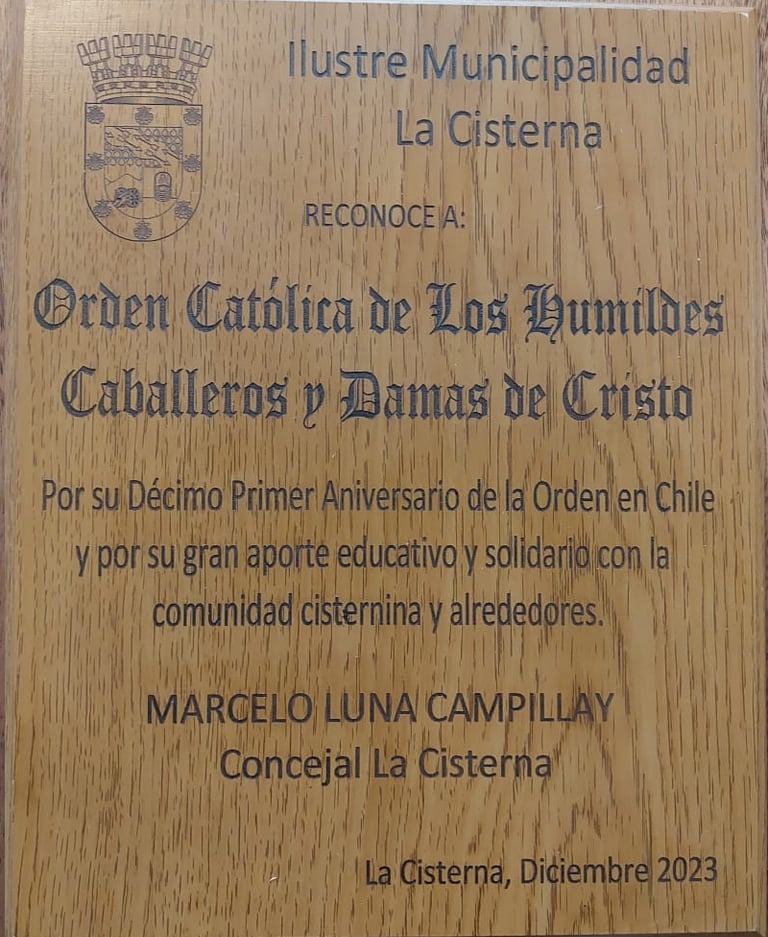 Ilustre Municipalidad
La Cisterna
RECONOCE A:
Orden Católica de Los Humildes
Caballeros y Damas de Cristo
Por su Décimo Primer Aniversario de la Orden en Chile
y por su gran aporte educativo y solidario con la
comunidad cisternina y alrededores.
MARCELO LUNA CAMPILLAY
Concejal La Cisterna
La Cisterna, Diciembre 2023